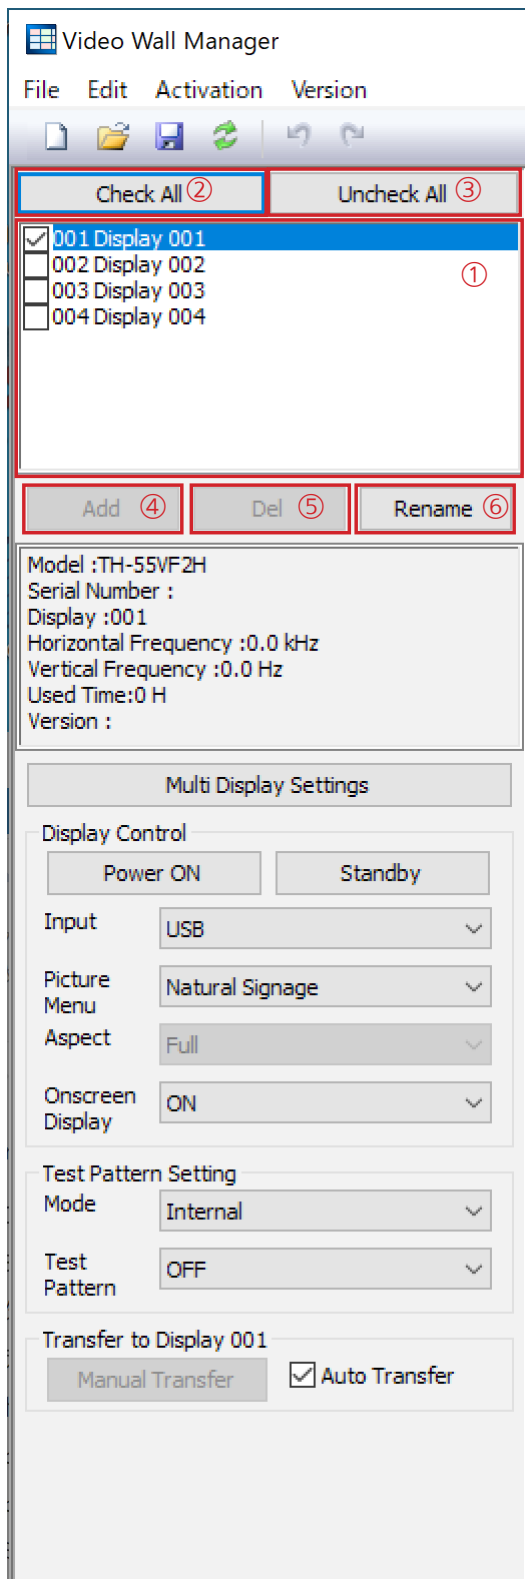 Video Wall Manager
File Edit Activation Version
Check All ② Uncheck All ③
001 Display 001
002 Display 002
①
003 Display 003
004 Display 004
Add ④ Del ⑤ Rename ⑥
Model :TH-55VF2H
Serial Number :
Display :001
Horizontal Frequency :0.0 kHz
Vertical Frequency :0.0 Hz
Used Time:0 H
Version :
Multi Display Settings
Display Control
Power ON Standby
Input USB
Picture Menu Natural Signage
Aspect Full
Onscreen Display ON
Test Pattern Setting
Mode Internal
Test Pattern OFF
Transfer to Display 001
Manual Transfer Auto Transfer